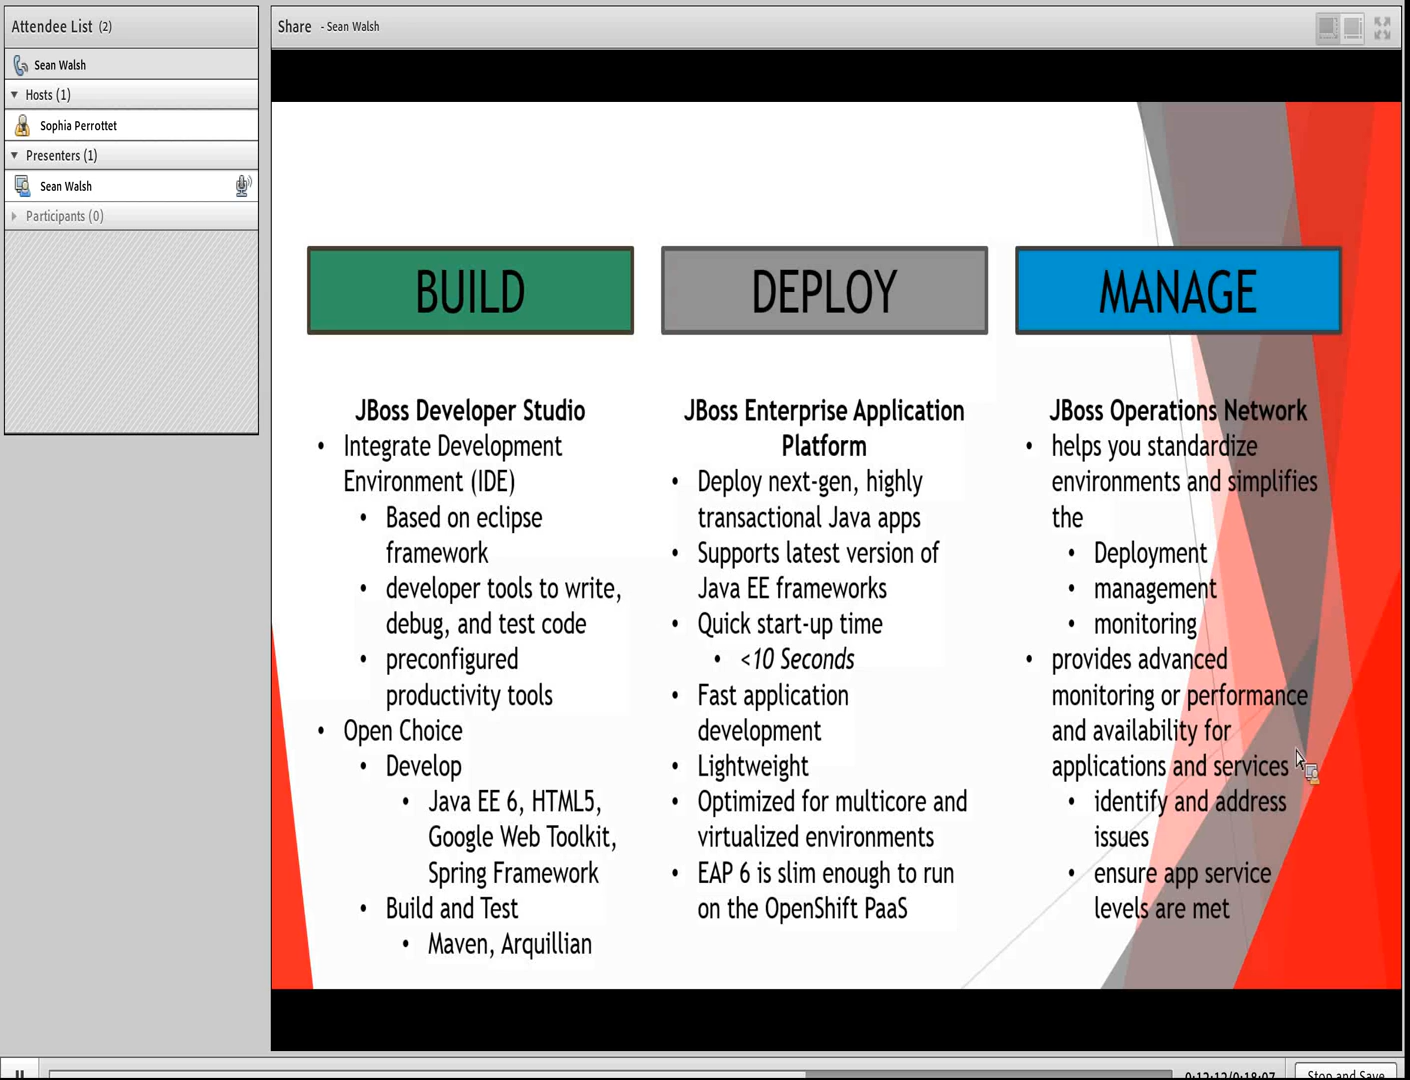 Attendee List (2)
Sean Walsh
Hosts (1)
Sophia Perrottet
Presenters (1)
Sean Walsh
Participants (0)
Share - Sean Walsh
BUILD
JBoss Developer Studio
• Integrate Development
Environment (IDE)
• Based on eclipse
framework
• developer tools to write,
debug, and test code
• preconfigured
productivity tools
• Open Choice
• Develop
• Java EE 6, HTML5,
Google Web Toolkit,
Spring Framework
• Build and Test
• Maven, Arquillian
DEPLOY
JBoss Enterprise Application
Platform
• Deploy next-gen, highly
transactional Java apps
• Supports latest version of
Java EE frameworks
• Quick start-up time
• <10 Seconds
• Fast application
development
• Lightweight
• Optimized for multicore and
virtualized environments
• EAP 6 is slim enough to run
on the OpenShift PaaS
MANAGE
JBoss Operations Network
• helps you standardize
environments and simplifies
the
• Deployment
• management
• monitoring
• provides advanced
monitoring or performance
and availability for
applications and services
• identify and address
issues
• ensure app service
levels are met
0:12:12/0:18:07
Stop and Save